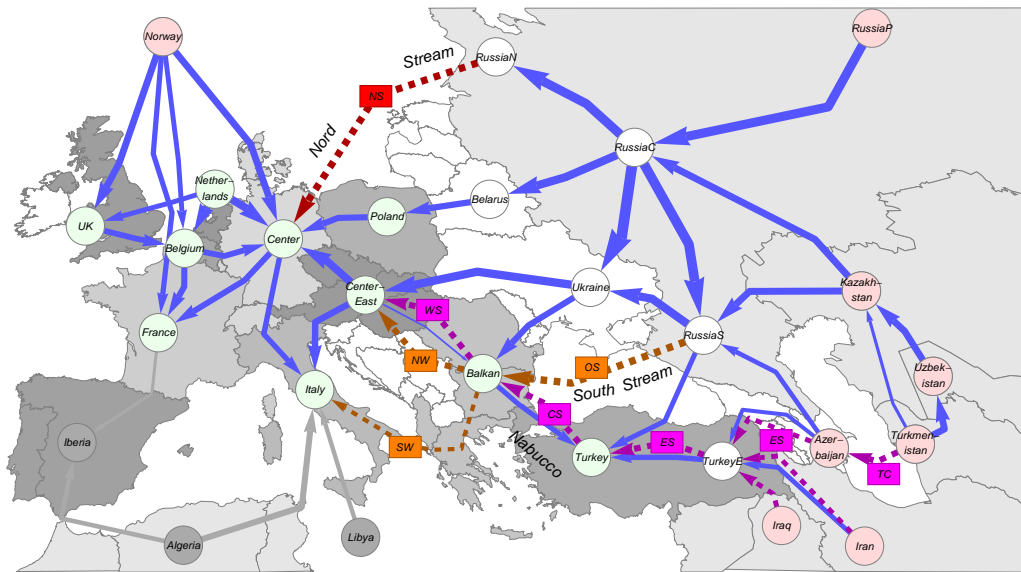 Norway
RussiaP
Stream
RussiaN
NS
Nord
RussiaC
Nether–
lands
Belarus
Poland
UK
Belgium
Center
Center–
East
Ukraine
Kazakh–
stan
WS
France
RussiaS
NW
OS
Balkan
South Stream
Uzbek–
istan
Italy
CS
Iberia
SW
Nabucco
ES
ES
Azer–
baijan
Turkmen–
istan
Turkey
TurkeyE
TC
Iraq
Libya
Algeria
Iran